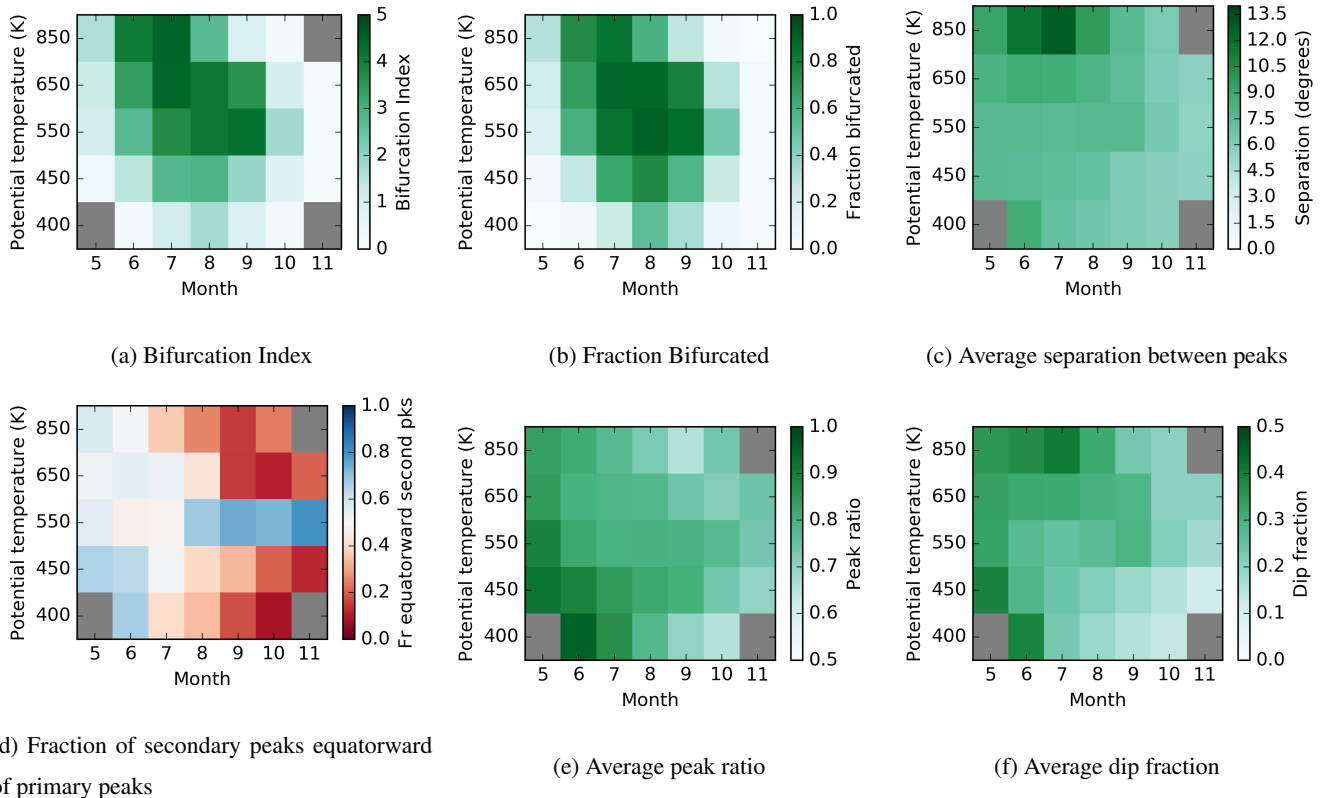 Potential temperature (K)
850
650
550
450
400
5 6 7 8 9 10 11
Month
5
4
3
2
1
0
Bifurcation Index
(a) Bifurcation Index
Potential temperature (K)
850
650
550
450
400
5 6 7 8 9 10 11
Month
1.0
0.8
0.6
0.4
0.2
0.0
Fraction bifurcated
(b) Fraction Bifurcated
Potential temperature (K)
850
650
550
450
400
5 6 7 8 9 10 11
Month
13.5
12.0
10.5
9.0
7.5
6.0
4.5
3.0
1.5
0.0
Separation (degrees)
(c) Average separation between peaks
Potential temperature (K)
850
650
550
450
400
5 6 7 8 9 10 11
Month
1.0
0.8
0.6
0.4
0.2
0.0
Fr equatorward second pks
d) Fraction of secondary peaks equatorward
of primary peaks
Potential temperature (K)
850
650
550
450
400
5 6 7 8 9 10 11
Month
1.0
0.9
0.8
0.7
0.6
0.5
Peak ratio
(e) Average peak ratio
Potential temperature (K)
850
650
550
450
400
5 6 7 8 9 10 11
Month
0.5
0.4
0.3
0.2
0.1
0.0
Dip fraction
(f) Average dip fraction